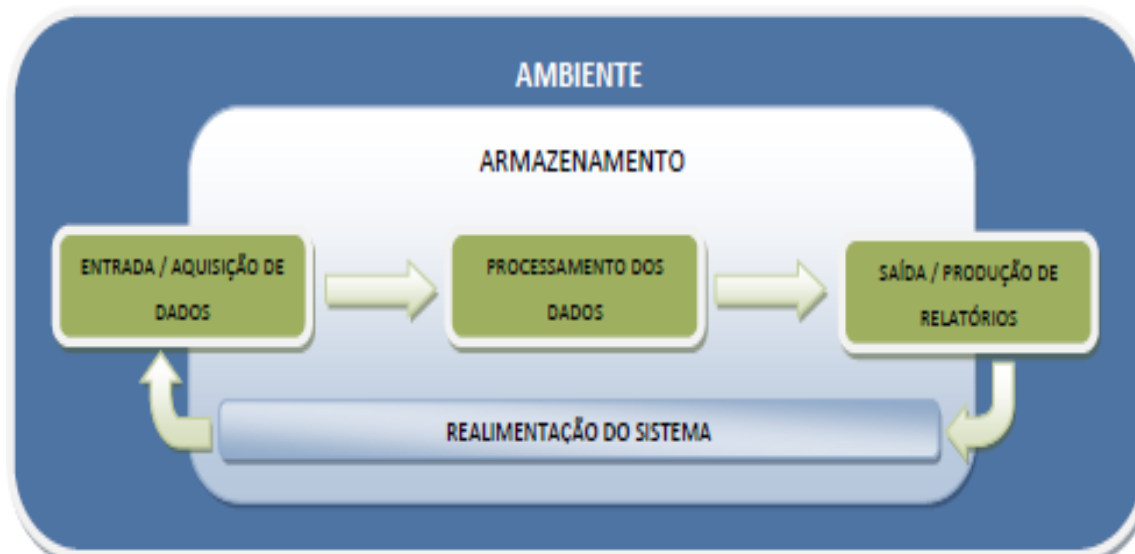 AMBIENTE
ARMAZENAMENTO
ENTRADA / AQUISIÇÃO DE
DADOS
PROCESSAMENTO DOS
DADOS
SAÍDA / PRODUÇÃO DE
RELATÓRIOS
REALIMENTAÇÃO DO SISTEMA